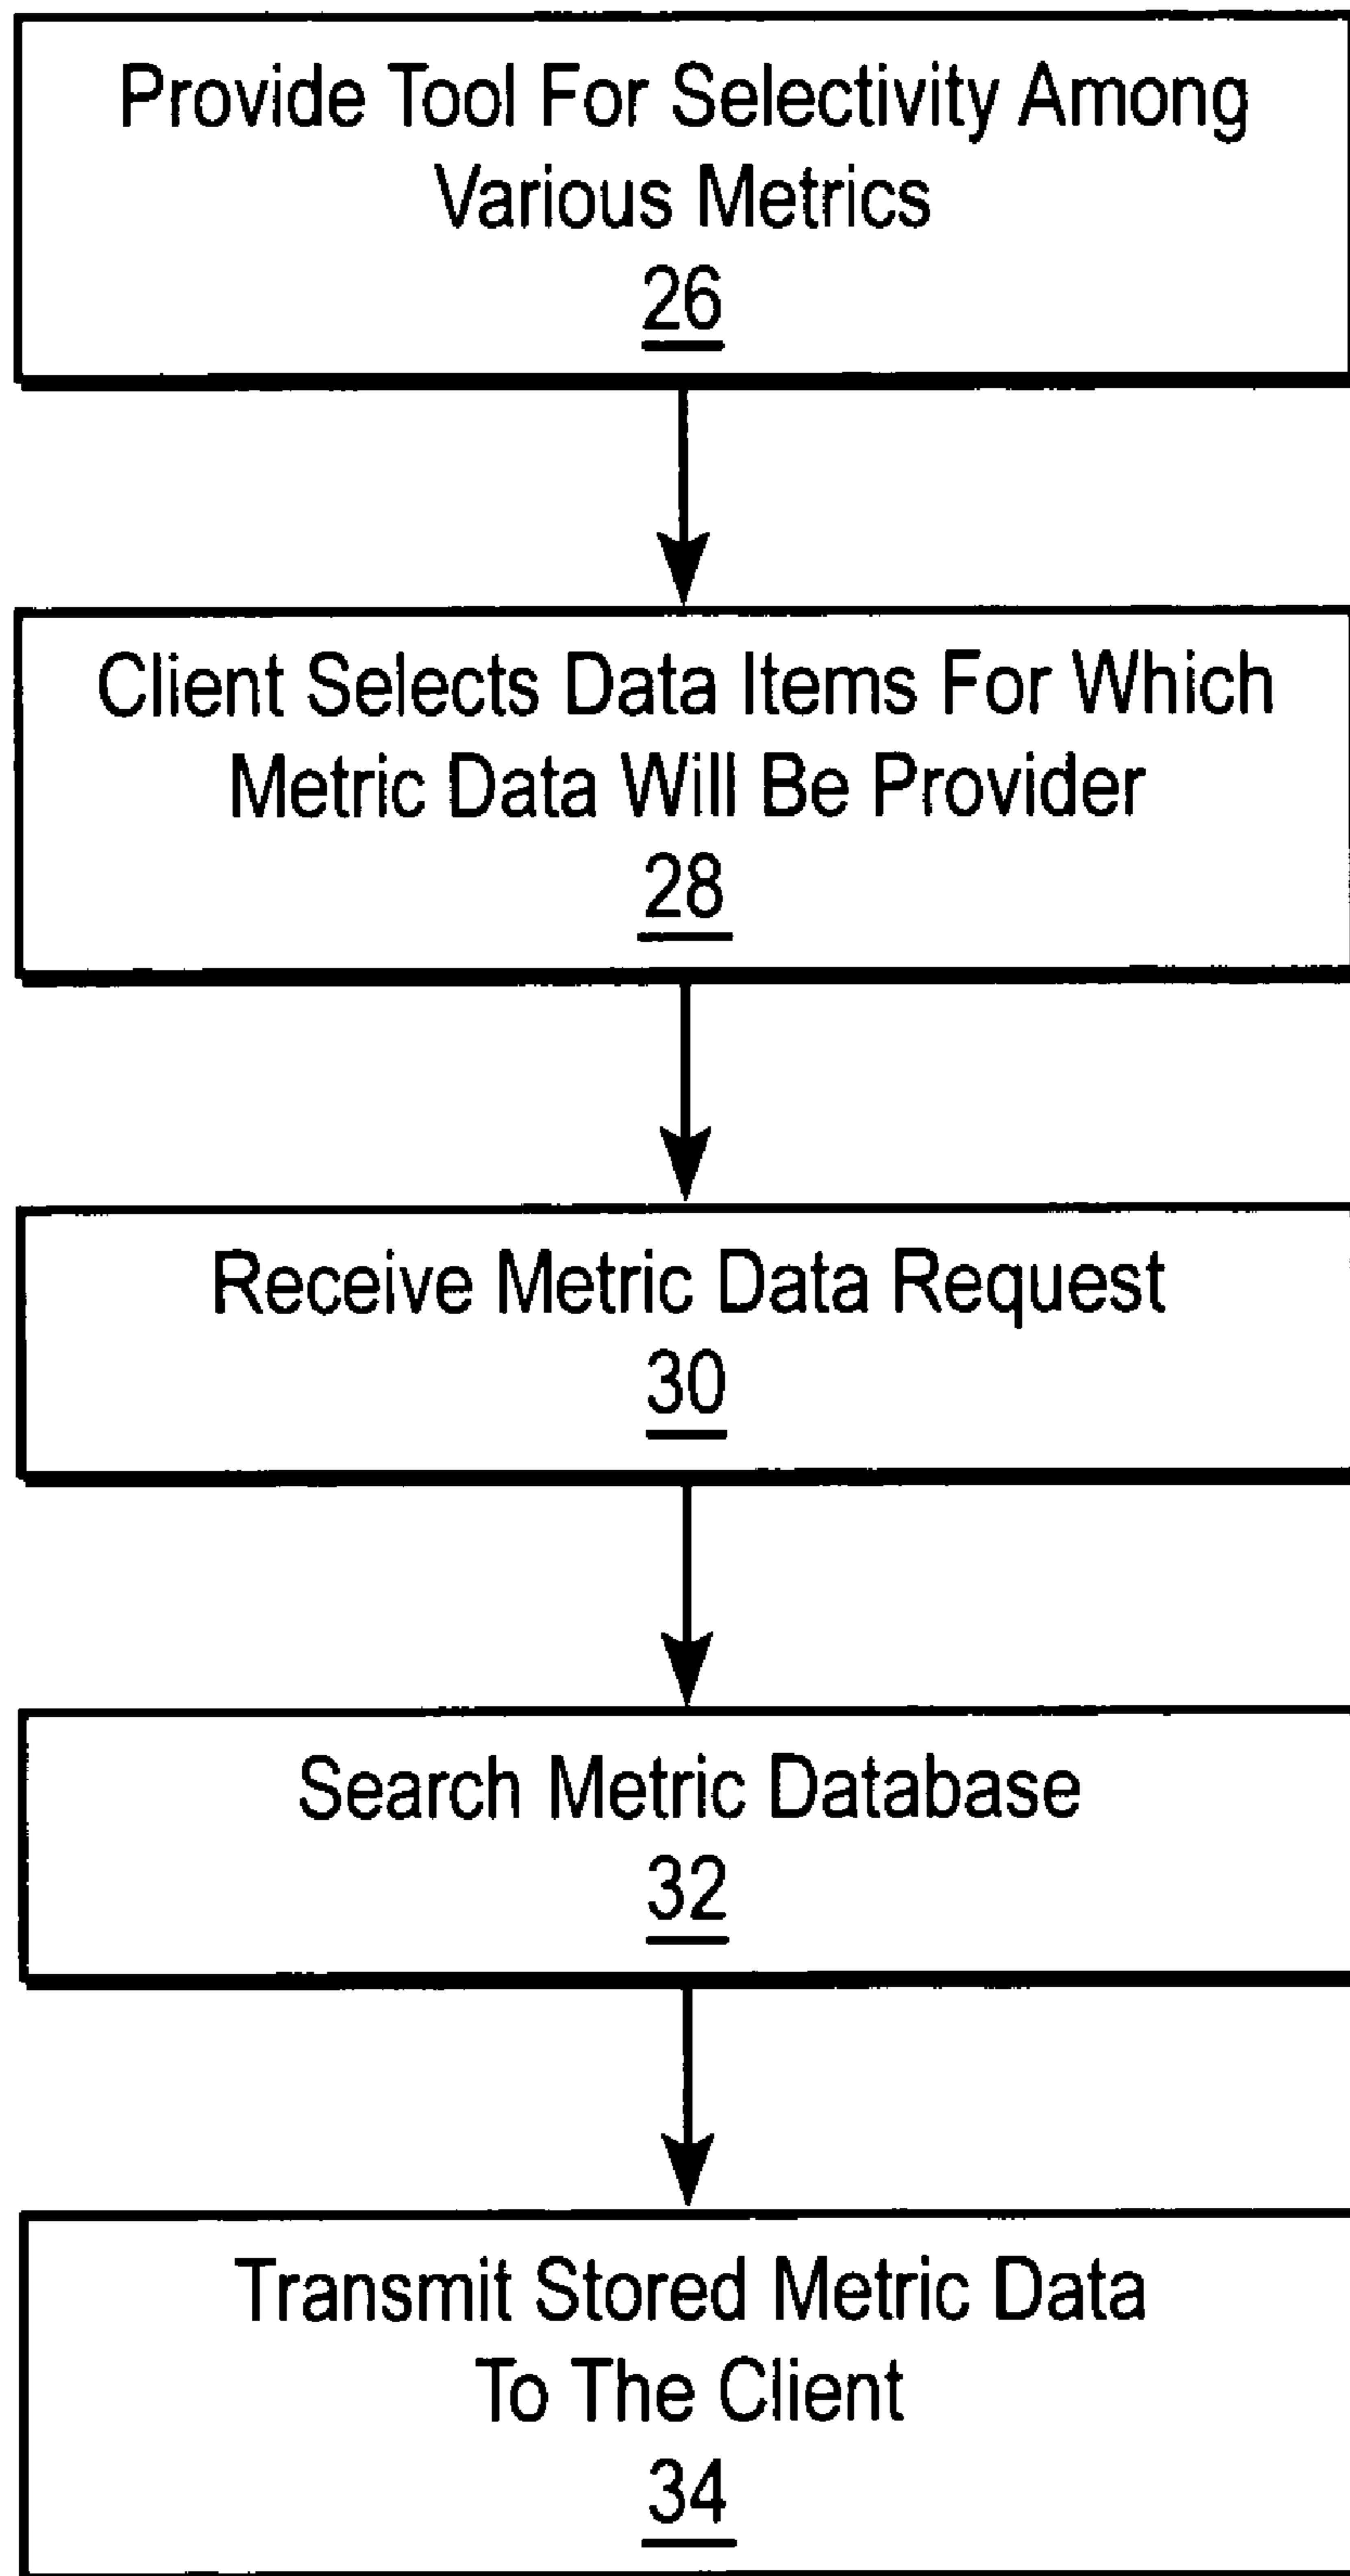 Provide Tool For Selectivity Among
Various Metrics
26
Client Selects Data Items For Which
Metric Data Will Be Provider
28
Receive Metric Data Request
30
Search Metric Database
32
Transmit Stored Metric Data
To The Client
34